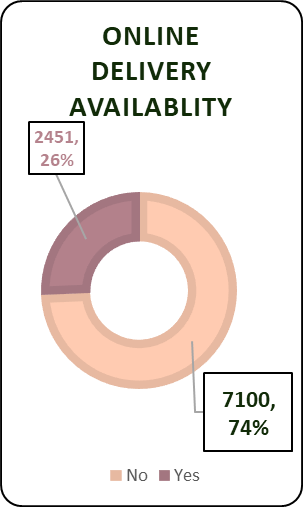 ONLINE
DELIVERY
AVAILABLITY
2451,
26%
7100,
74%
No Yes